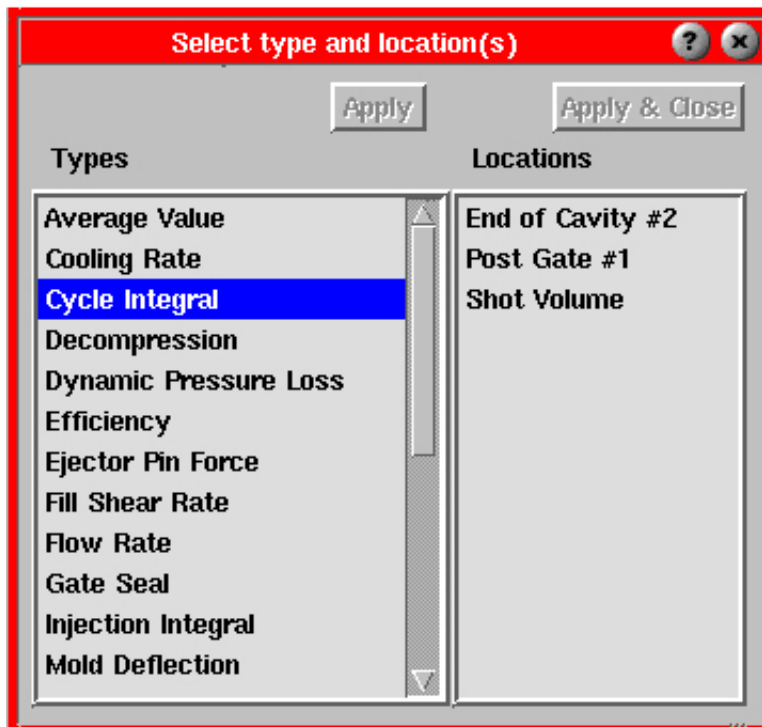 Select type and location(s)
?
x
Apply
Apply & Close
Types
Locations
Average Value
Cooling Rate
Cycle Integral
Decompression
Dynamic Pressure Loss
Efficiency
Ejector Pin Force
Fill Shear Rate
Flow Rate
Gate Seal
Injection Integral
Mold Deflection
End of Cavity #2
Post Gate #1
Shot Volume